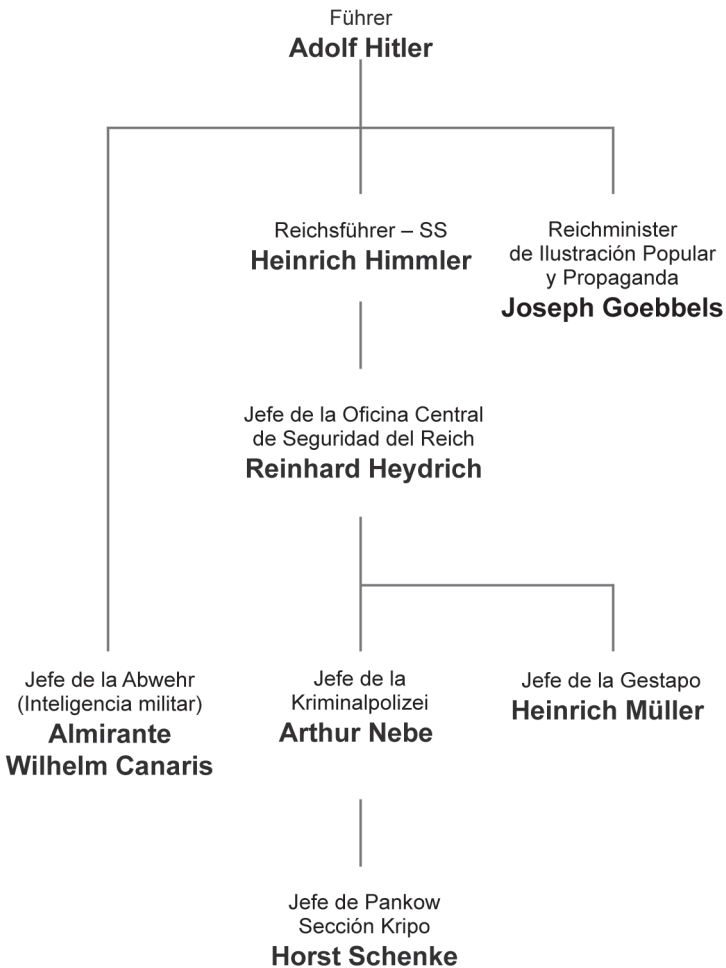 Führer
Adolf Hitler
Reichsführer – SS
Heinrich Himmler
Reichminister
de Ilustración Popular
y Propaganda
Joseph Goebbels
Jefe de la Oficina Central
de Seguridad del Reich
Reinhard Heydrich
Jefe de la Abwehr
(Inteligencia militar)
Almirante
Wilhelm Canaris
Jefe de la
Kriminalpolizei
Arthur Nebe
Jefe de la Gestapo
Heinrich Müller
Jefe de Pankow
Sección Kripo
Horst Schenke